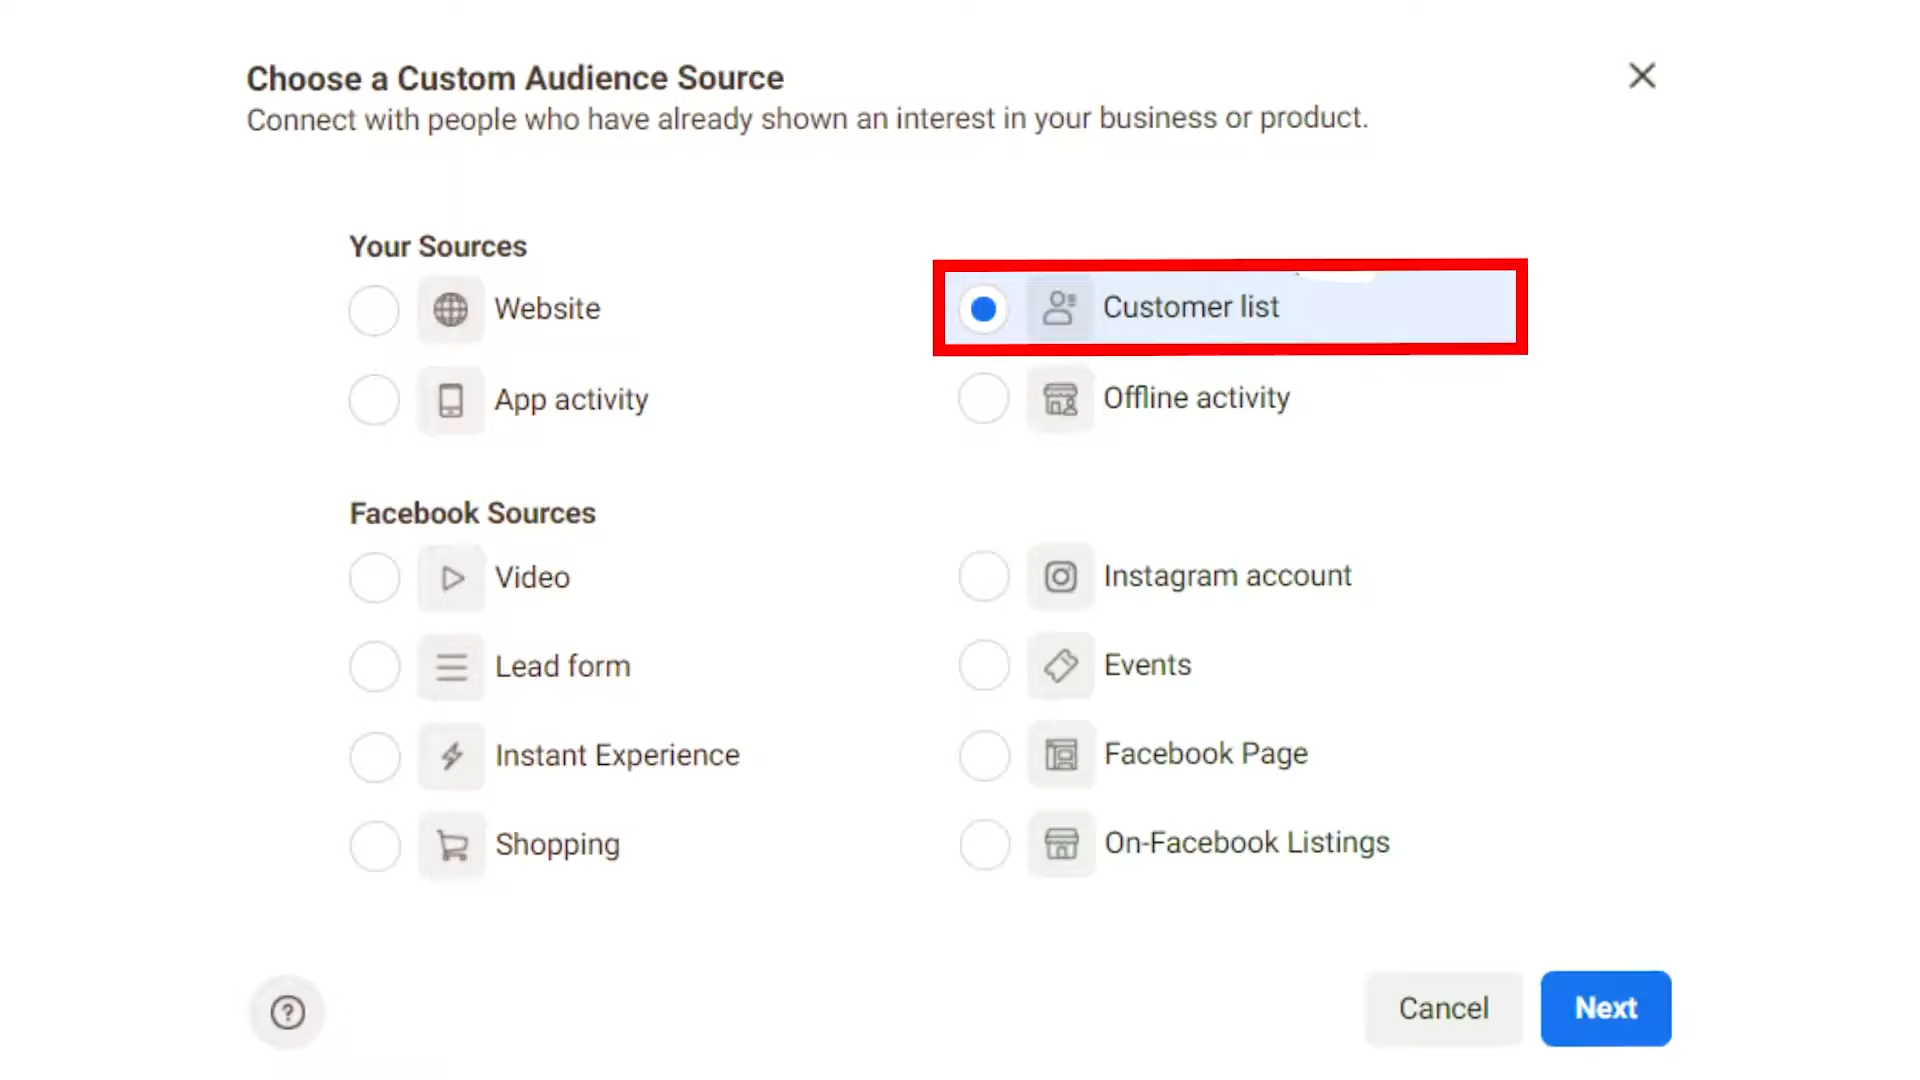 Choose a Custom Audience Source
Connect with people who have already shown an interest in your business or product.
Your Sources
Website
Customer list
App activity
Offline activity
Facebook Sources
Video
Instagram account
Lead form
Events
Instant Experience
Facebook Page
Shopping
On-Facebook Listings
?
Cancel
Next